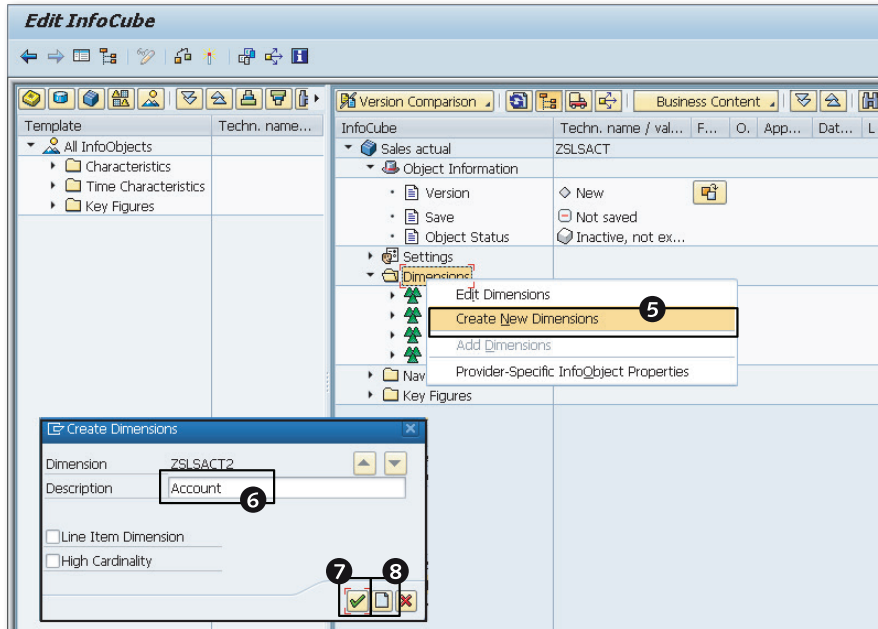 Edit InfoCube
Version Comparison
Business Content
Template Techn. name...
All InfoObjects
Characteristics
Time Characteristics
Key Figures
InfoCube Techn. name / val... F... O. App... Dat... L
Sales actual ZSLSACT
Object Information
Version New
Save Not saved
Object Status Inactive, not ex...
Settings
Dimensions
Edit Dimensions
Create New Dimensions
5
Add Dimensions
Provider-Specific InfoObject Properties
Nav
Key Figures
Create Dimensions
Dimension ZSLSACT2
Description Account
6
Line Item Dimension
High Cardinality
7 8